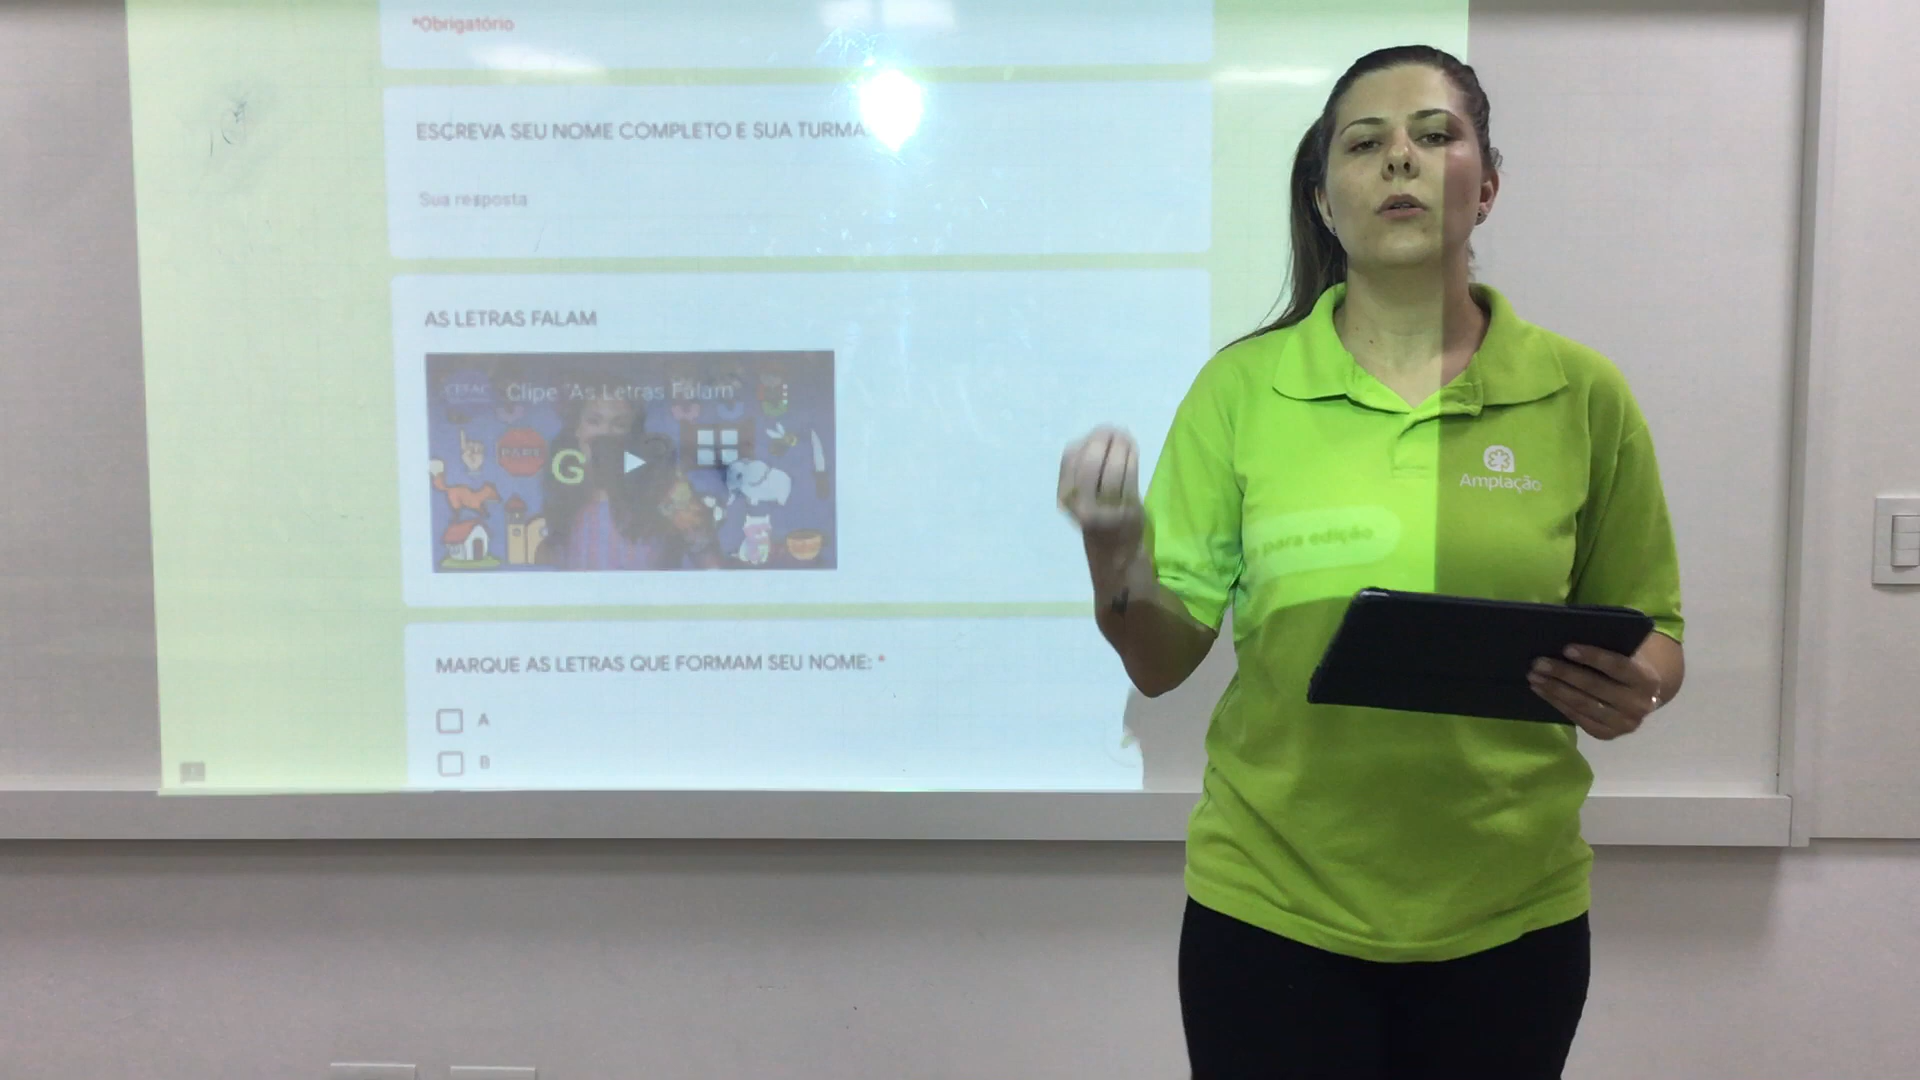 *Obrigatório
ESCREVA SEU NOME COMPLETO E SUA TURMA
Sua resposta
AS LETRAS FALAM
CEFAC
Clipe "As Letras Falam"
PARE
G
Amplação
para edição
MARQUE AS LETRAS QUE FORMAM SEU NOME: *
A
B